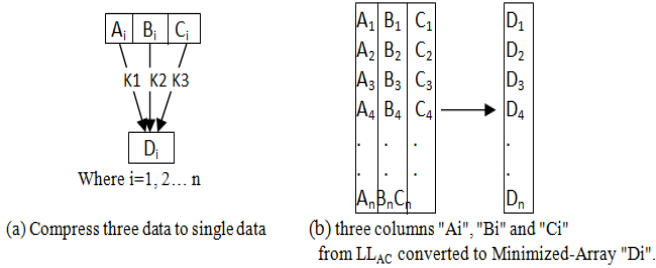 Aᵢ Bᵢ Cᵢ
K1 K2 K3
Dᵢ
Where i=1, 2... n
(a) Compress three data to single data
A₁ B₁ C₁ D₁
A₂ B₂ C₂ D₂
A₃ B₃ C₃ D₃
A₄ B₄ C₄ D₄
. . . .
. . . .
Aₙ Bₙ Cₙ Dₙ
(b) three columns "Ai", "Bi" and "Ci"
from LL_AC converted to Minimized-Array "Di".